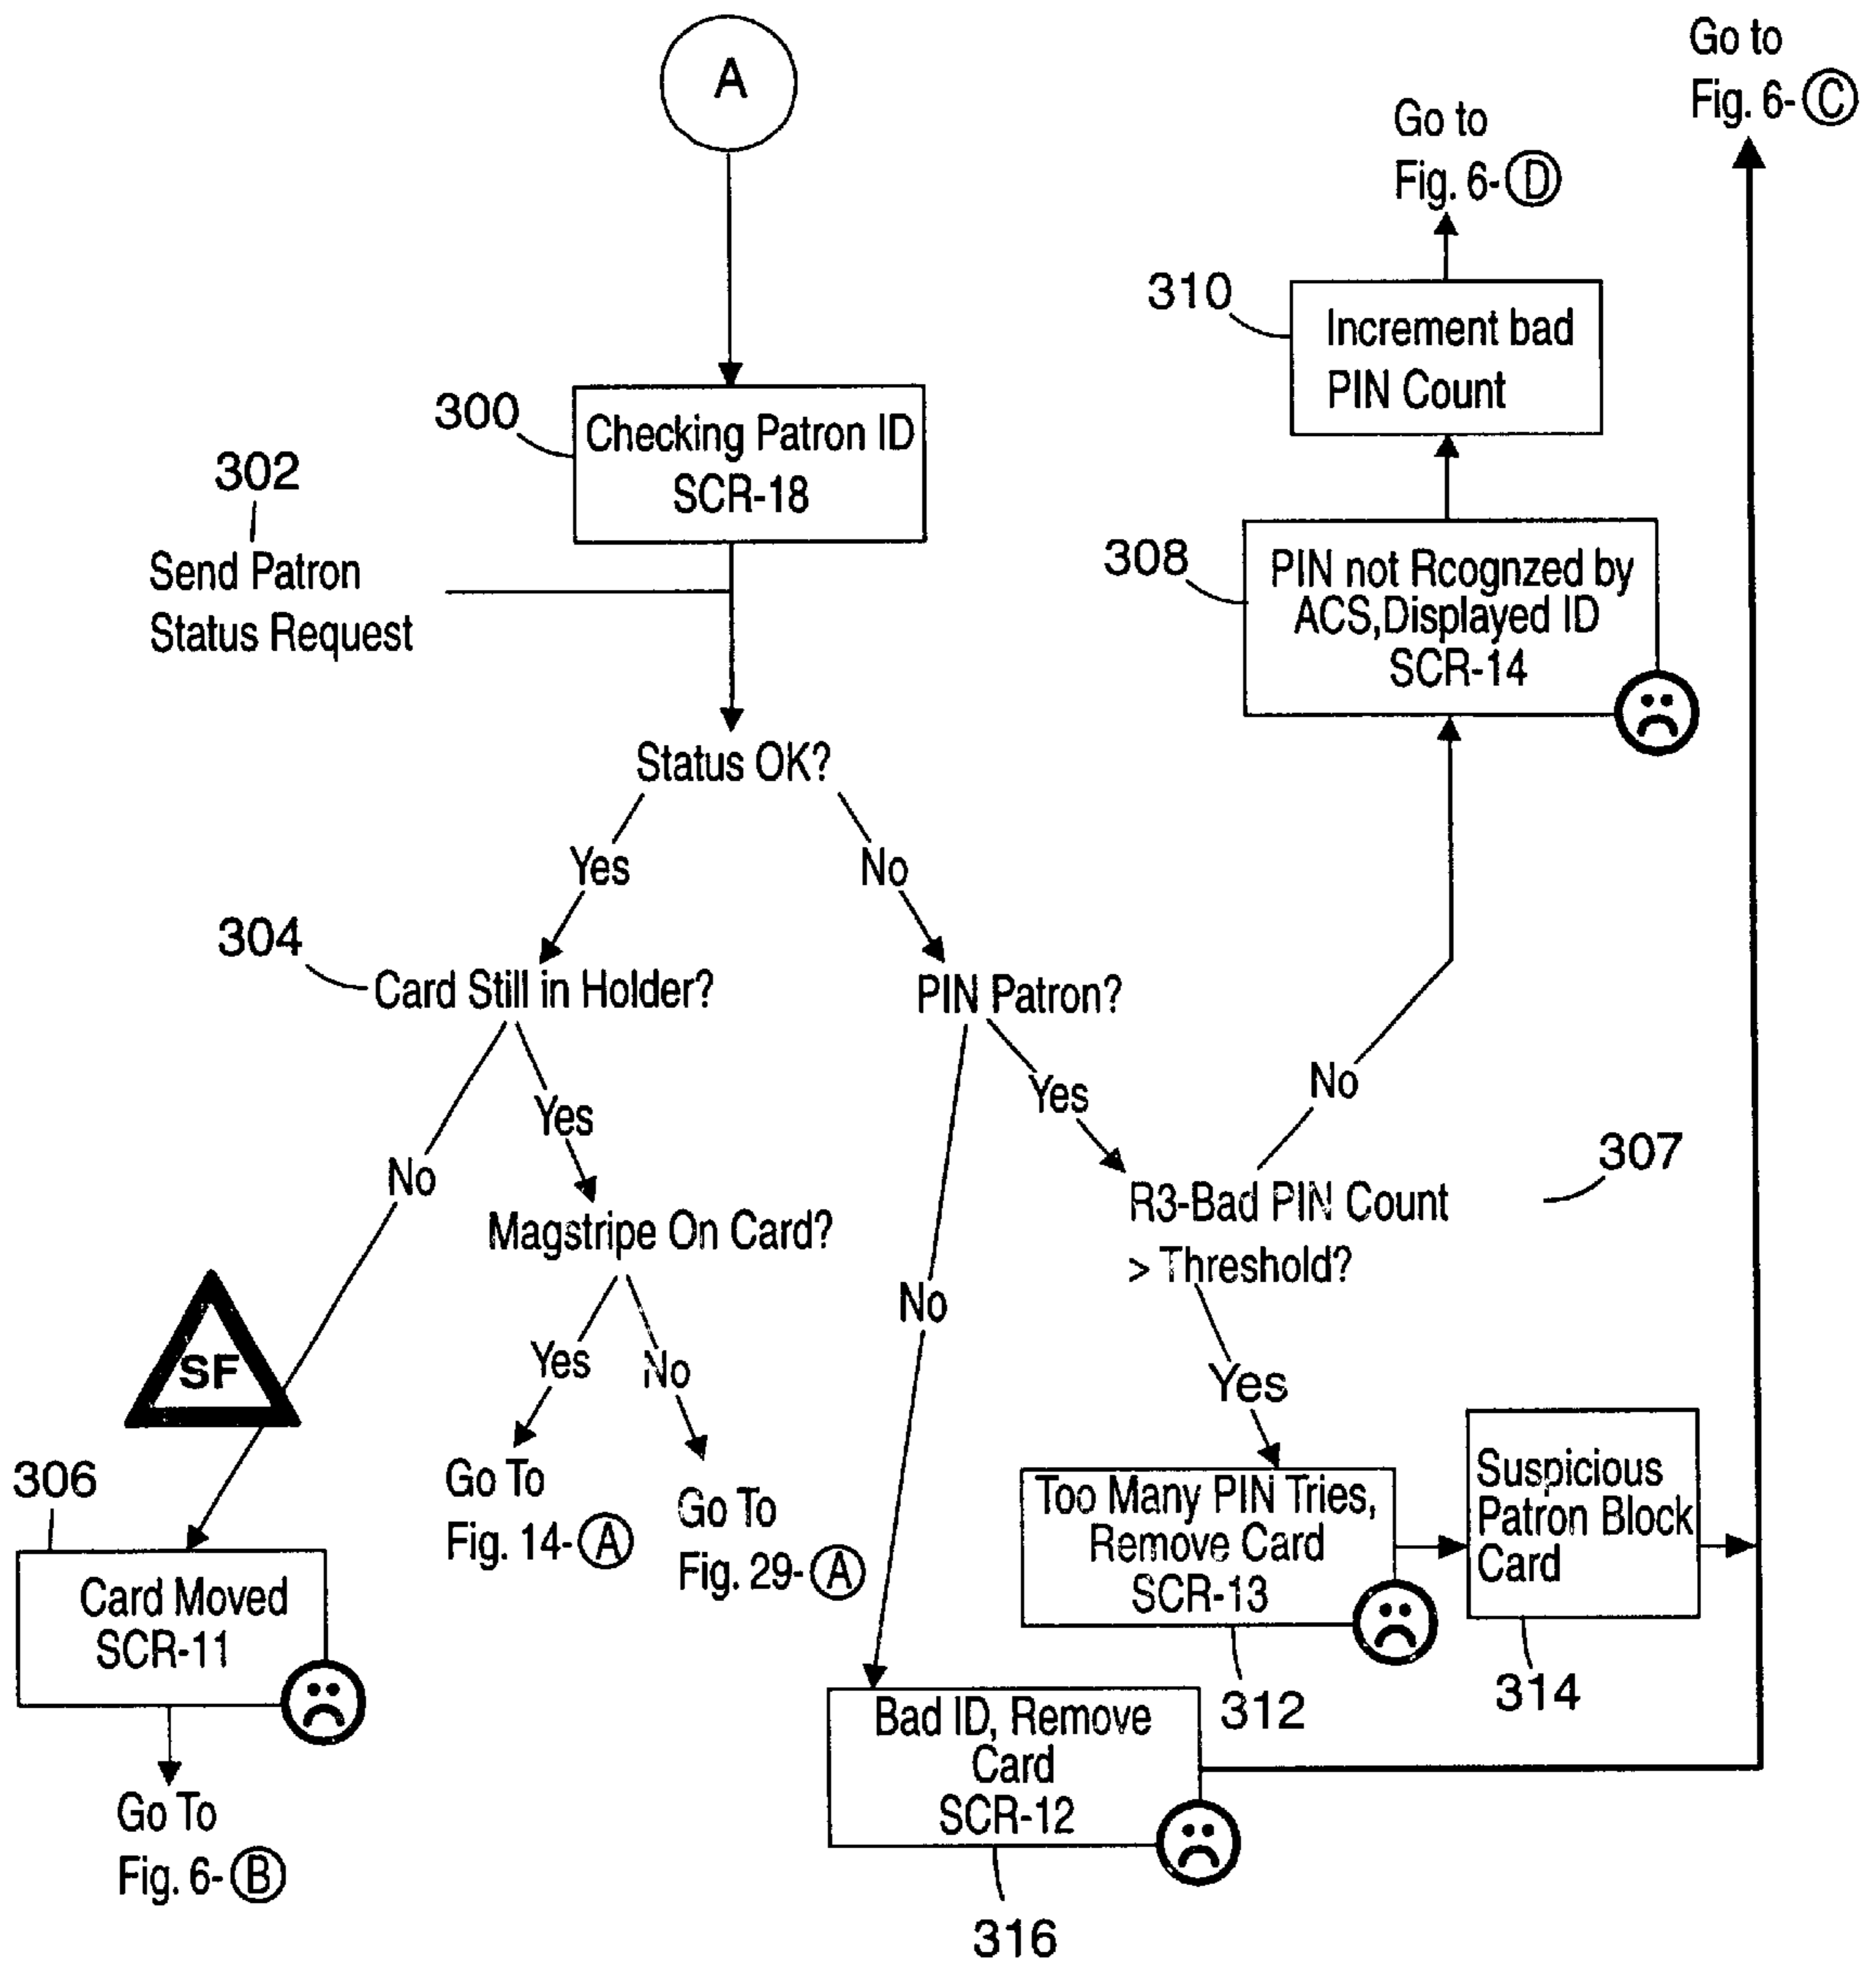 A
Go to
Fig. 6-C
Go to
Fig. 6-D
310
Increment bad
PIN Count
300
Checking Patron ID
SCR-18
302
Send Patron
Status Request
308
PIN not Rcognzed by
ACS,Displayed ID
SCR-14
Status OK?
Yes
No
304
Card Still in Holder?
PIN Patron?
No
Yes
Yes
No
307
R3-Bad PIN Count
> Threshold?
Magstripe On Card?
No
Yes
No
Yes
SF
Go To
Fig. 14-A
Go To
Fig. 29-A
306
Card Moved
SCR-11
Go To
Fig. 6-B
Too Many PIN Tries,
Remove Card
SCR-13
312
Suspicious
Patron Block
Card
314
Bad ID, Remove
Card
SCR-12
316